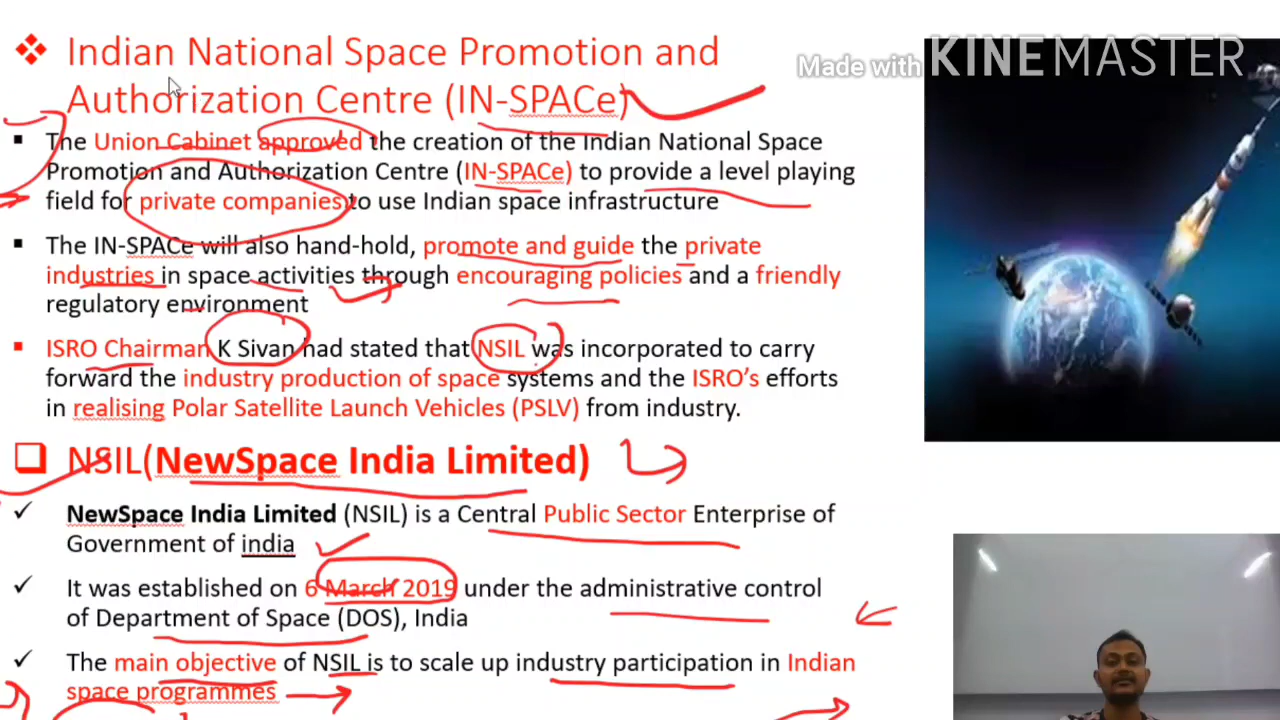 Made with KINEMASTER
Indian National Space Promotion and
Authorization Centre (IN-SPACe)
The Union Cabinet approved the creation of the Indian National Space
Promotion and Authorization Centre (IN-SPACe) to provide a level playing
field for private companies to use Indian space infrastructure
The IN-SPACe will also hand-hold, promote and guide the private
industries in space activities through encouraging policies and a friendly
regulatory environment
ISRO Chairman K Sivan had stated that NSIL was incorporated to carry
forward the industry production of space systems and the ISRO's efforts
in realising Polar Satellite Launch Vehicles (PSLV) from industry.
NSIL(NewSpace India Limited)
NewSpace India Limited (NSIL) is a Central Public Sector Enterprise of
Government of india
It was established on 6 March 2019 under the administrative control
of Department of Space (DOS), India
The main objective of NSIL is to scale up industry participation in Indian
space programmes